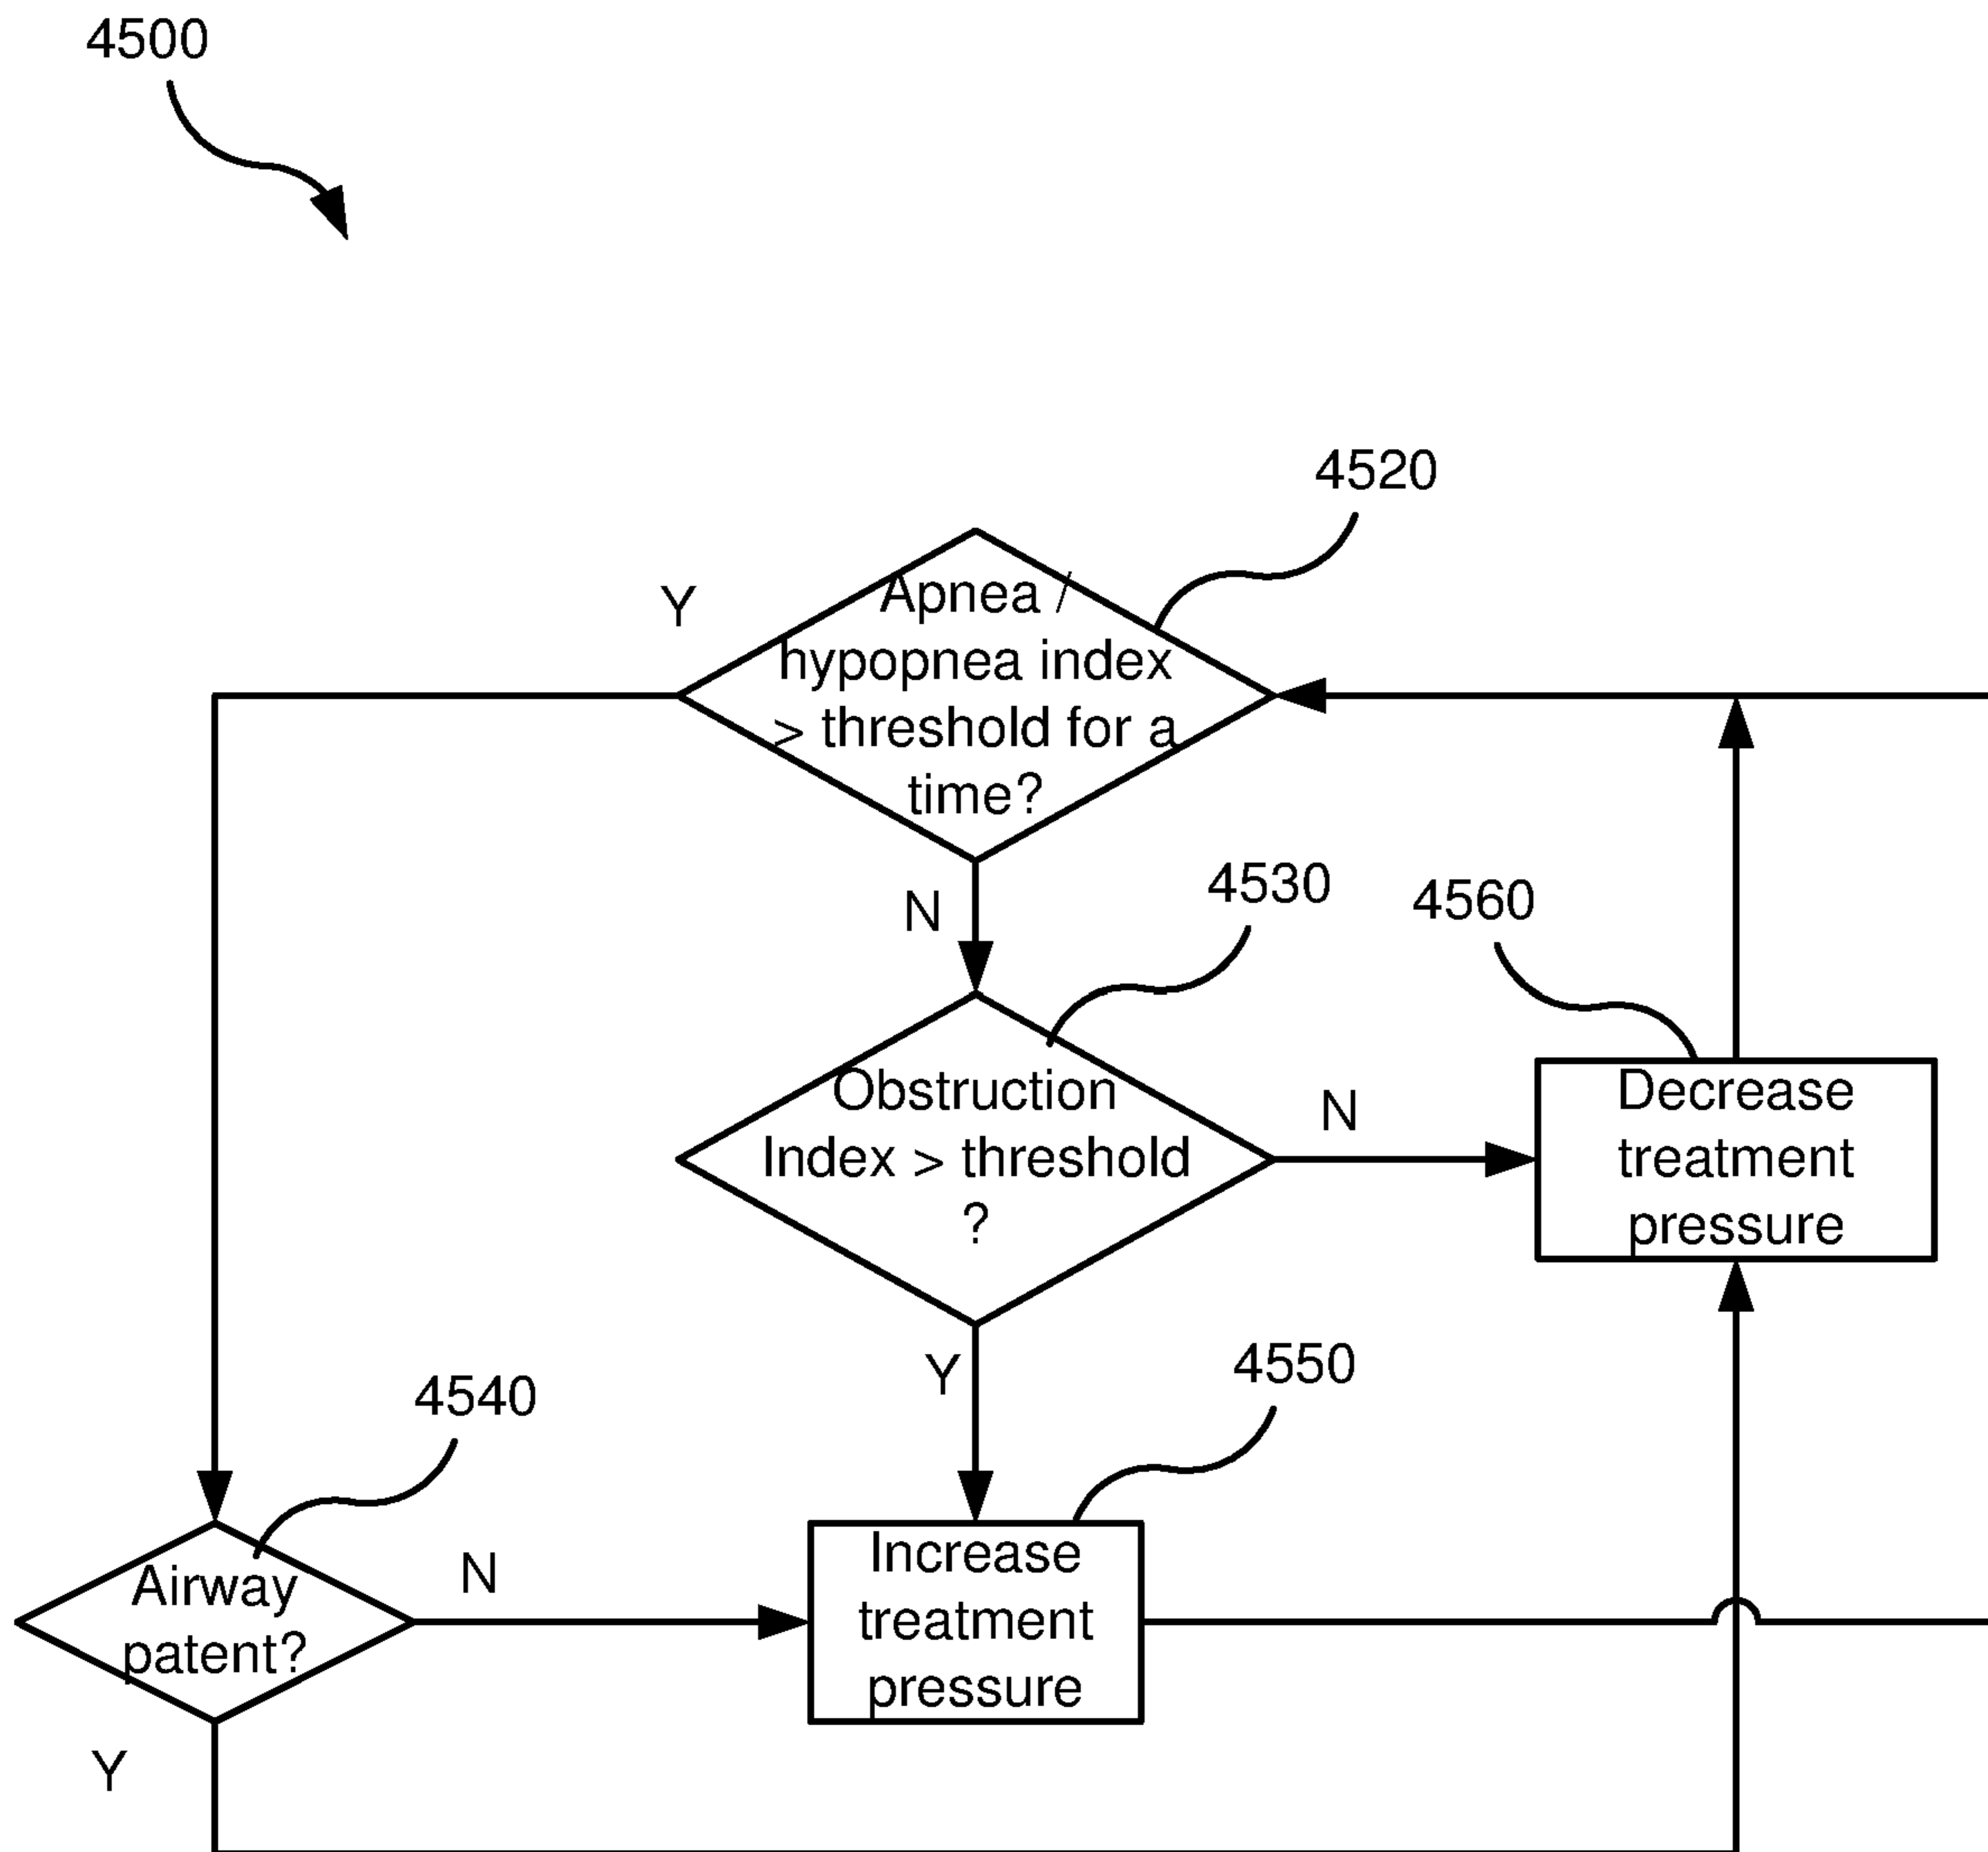 4500
4520
Y
Apnea /
hypopnea index
> threshold for a
time?
N
4530
4560
Obstruction
Index > threshold
?
N
Decrease
treatment
pressure
Y
4550
4540
Airway
patent?
N
Increase
treatment
pressure
Y